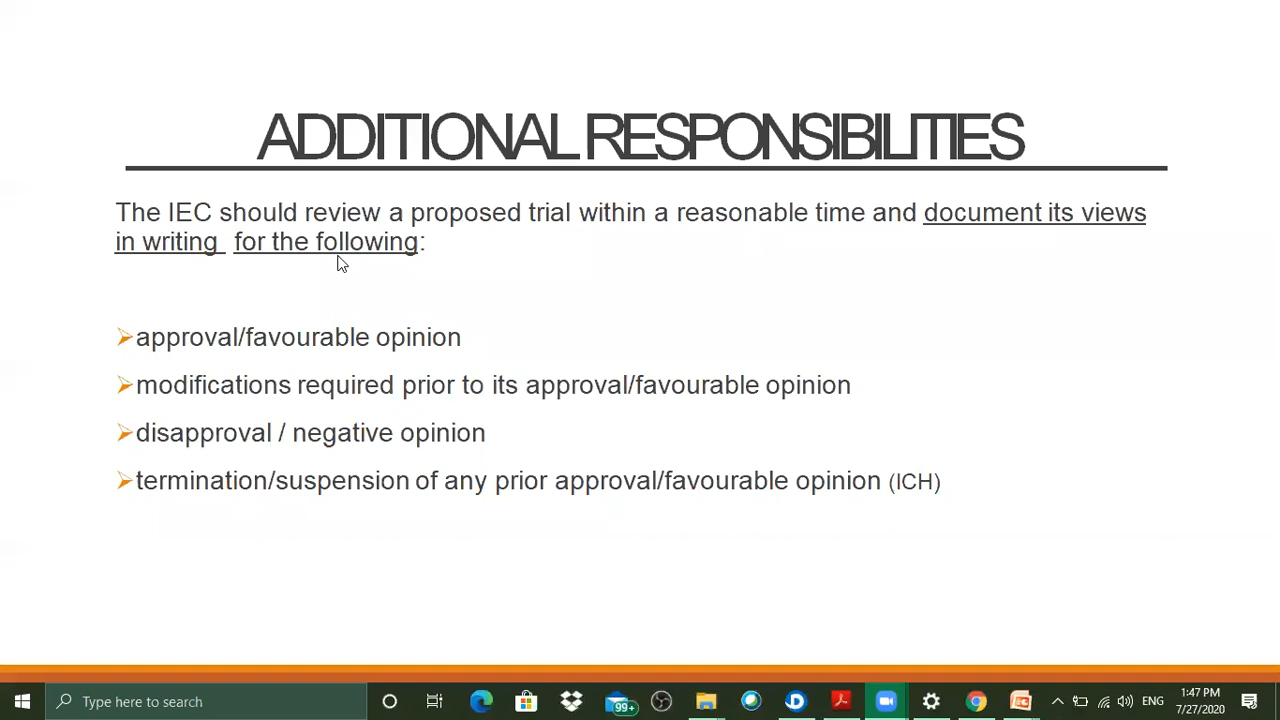 ADDITIONAL RESPONSIBILITIES
The IEC should review a proposed trial within a reasonable time and document its views
in writing for the following:
approval/favourable opinion
modifications required prior to its approval/favourable opinion
disapproval / negative opinion
termination/suspension of any prior approval/favourable opinion (ICH)
Type here to search
99+
ENG
1:47 PM
7/27/2020